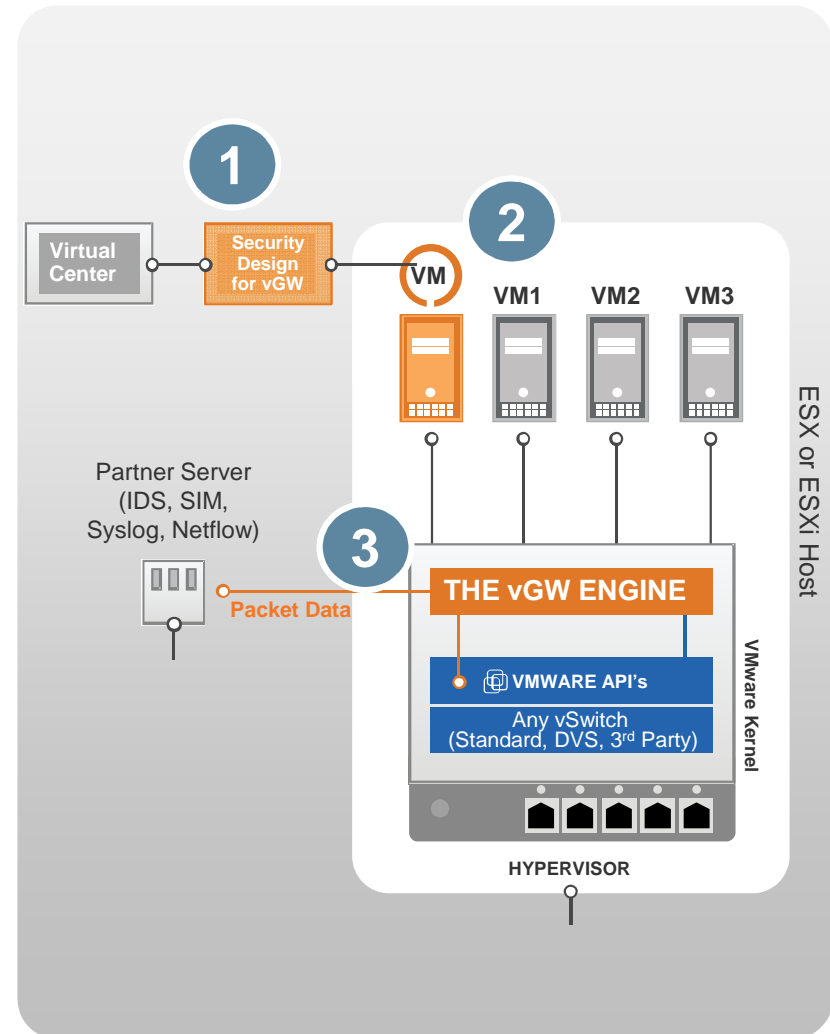 1
2
Virtual
Center
Security
Design
for vGW
VM
VM1
VM2
VM3
ESX or ESXi Host
Partner Server
(IDS, SIM,
Syslog, Netflow)
3
Packet Data
THE vGW ENGINE
VMWARE API's
Any vSwitch
(Standard, DVS, 3rd Party)
VMware Kernel
HYPERVISOR